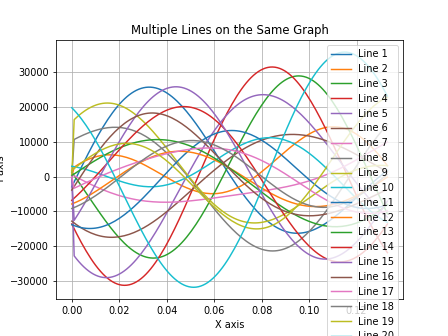 Multiple Lines on the Same Graph
30000
20000
10000
0
−10000
−20000
−30000
0.00
0.02
0.04
0.06
0.08
0.10
X axis
Line 1
Line 2
Line 3
Line 4
Line 5
Line 6
Line 7
Line 8
Line 9
Line 10
Line 11
Line 12
Line 13
Line 14
Line 15
Line 16
Line 17
Line 18
Line 19
Line 20